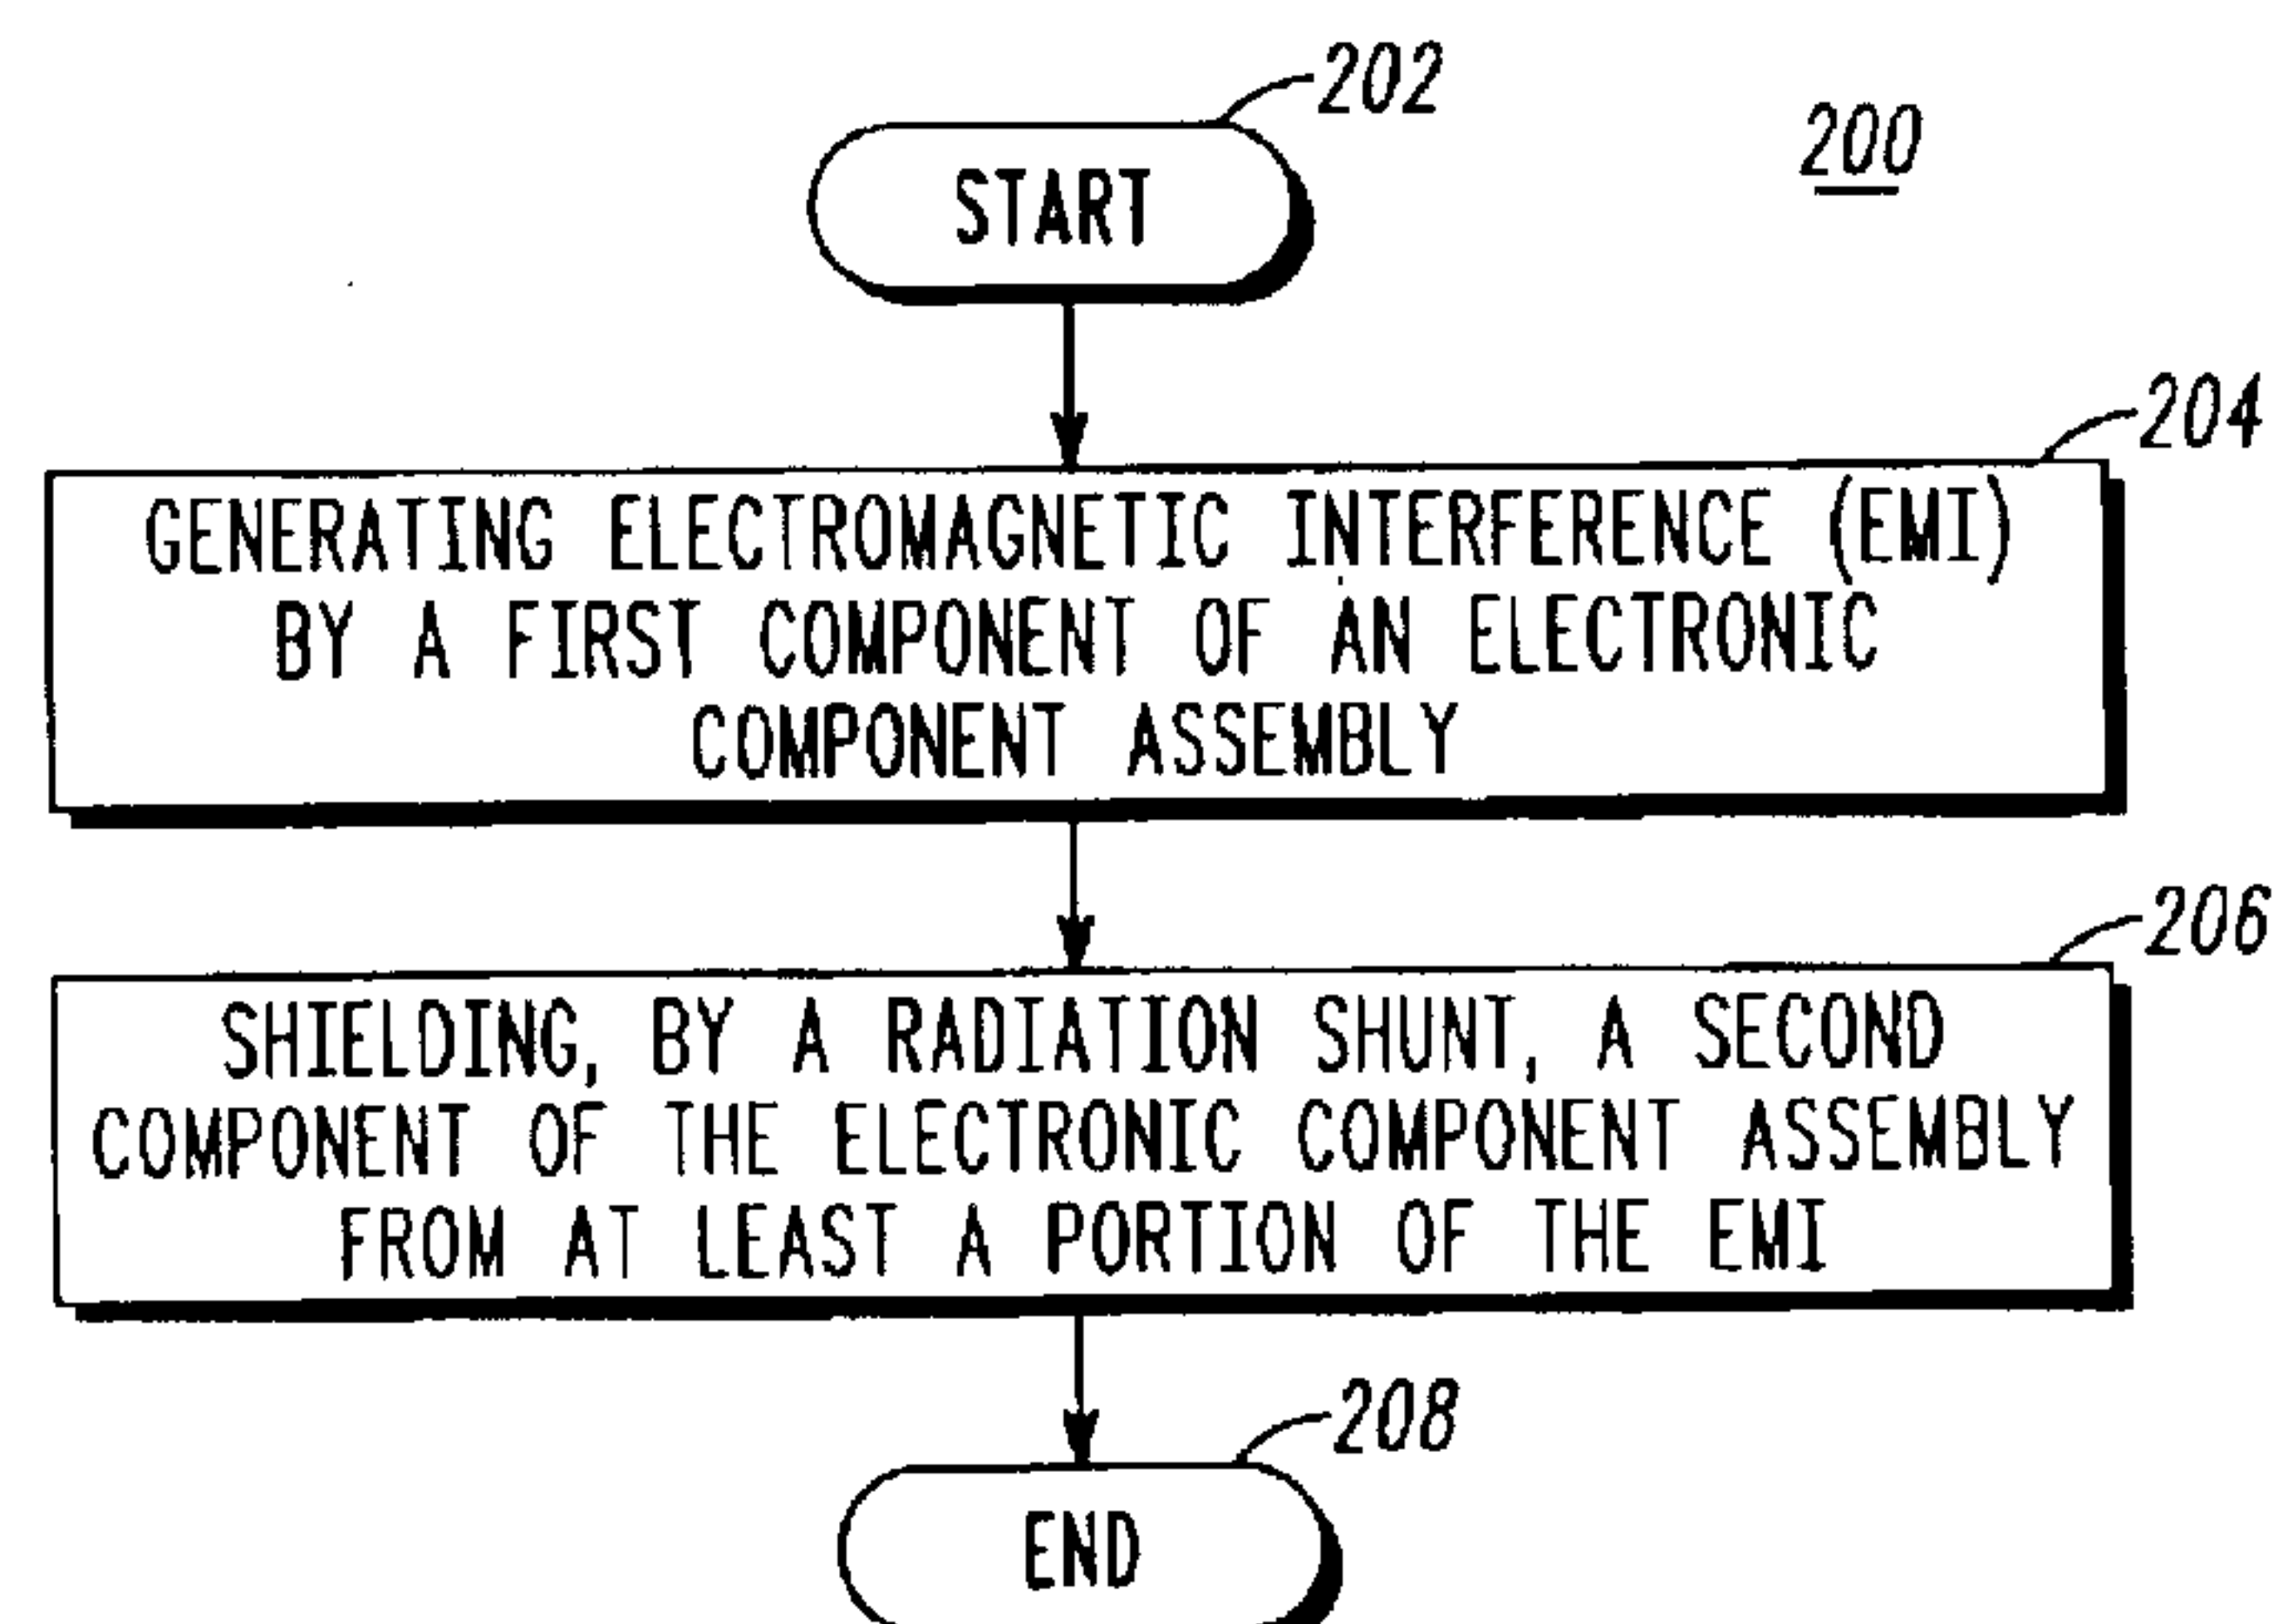 202
200
START
204
GENERATING ELECTROMAGNETIC INTERFERENCE (EMI)
BY A FIRST COMPONENT OF AN ELECTRONIC
COMPONENT ASSEMBLY
206
SHIELDING, BY A RADIATION SHUNT, A SECOND
COMPONENT OF THE ELECTRONIC COMPONENT ASSEMBLY
FROM AT LEAST A PORTION OF THE EMI
208
END